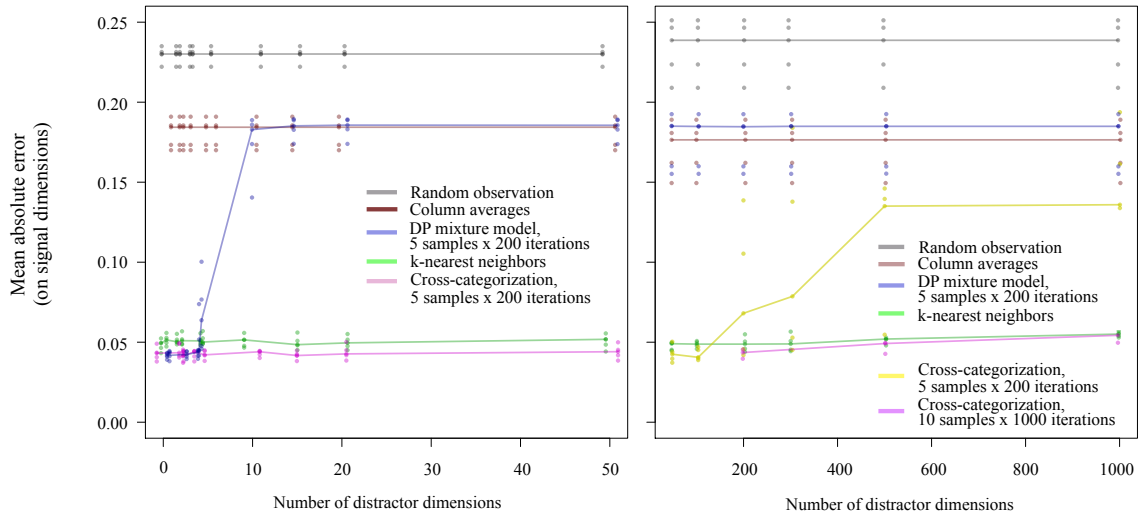 Mean absolute error
(on signal dimensions)
0.25
0.20
0.15
0.10
0.05
0.00
Random observation
Column averages
DP mixture model,
5 samples x 200 iterations
k-nearest neighbors
Cross-categorization,
5 samples x 200 iterations
0 10 20 30 40 50
Number of distractor dimensions
Random observation
Column averages
DP mixture model,
5 samples x 200 iterations
k-nearest neighbors
Cross-categorization,
5 samples x 200 iterations
Cross-categorization,
10 samples x 1000 iterations
200 400 600 800 1000
Number of distractor dimensions